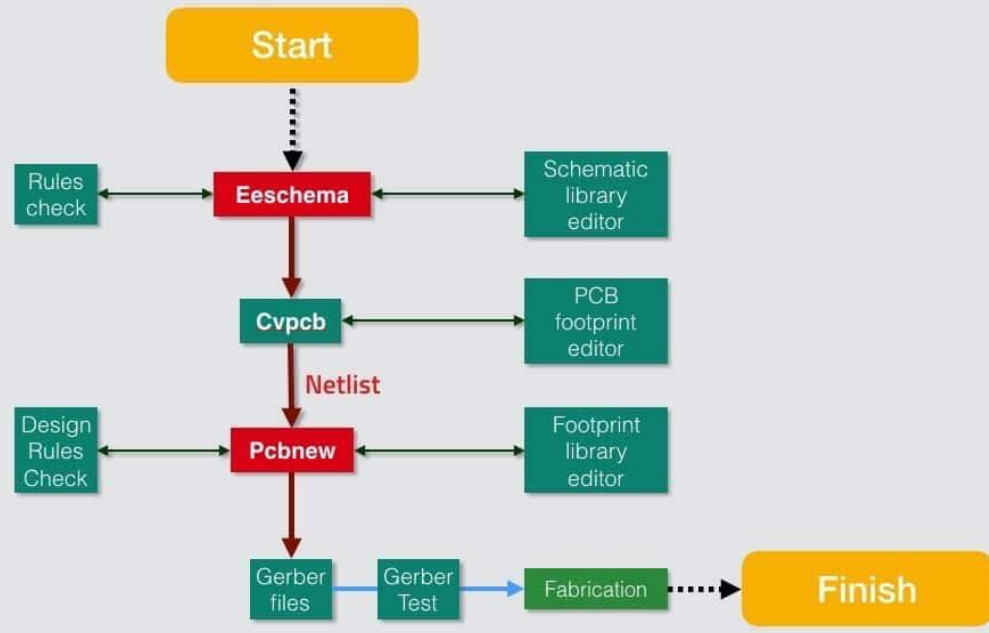 Start
Rules
check
Eeschema
Schematic
library
editor
Cvpcb
PCB
footprint
editor
Netlist
Design
Rules
Check
Pcbnew
Footprint
library
editor
Gerber
files
Gerber
Test
Fabrication
Finish